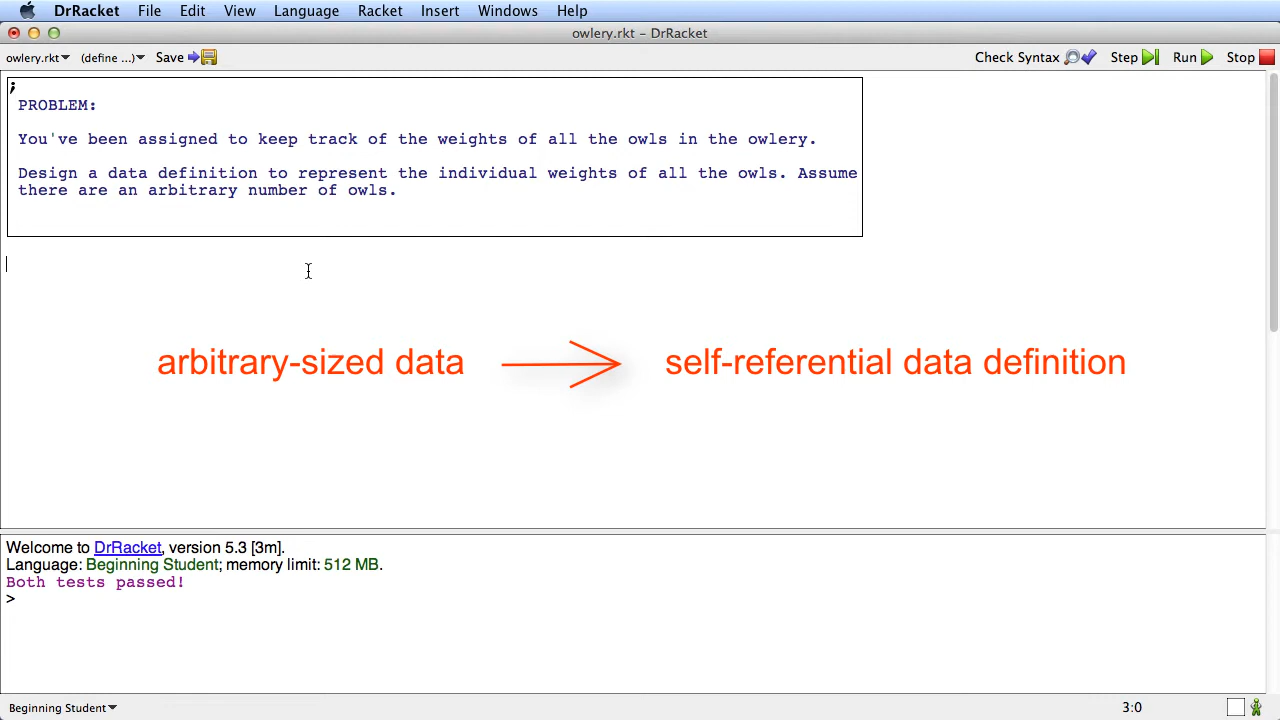 DrRacket File Edit View Language Racket Insert Windows Help
owlery.rkt – DrRacket
owlery.rkt (define ...) Save Check Syntax Step Run Stop
;
PROBLEM:
You've been assigned to keep track of the weights of all the owls in the owlery.
Design a data definition to represent the individual weights of all the owls. Assume
there are an arbitrary number of owls.
arbitrary-sized data self-referential data definition
Welcome to DrRacket, version 5.3 [3m].
Language: Beginning Student; memory limit: 512 MB.
Both tests passed!
>
Beginning Student 3:0